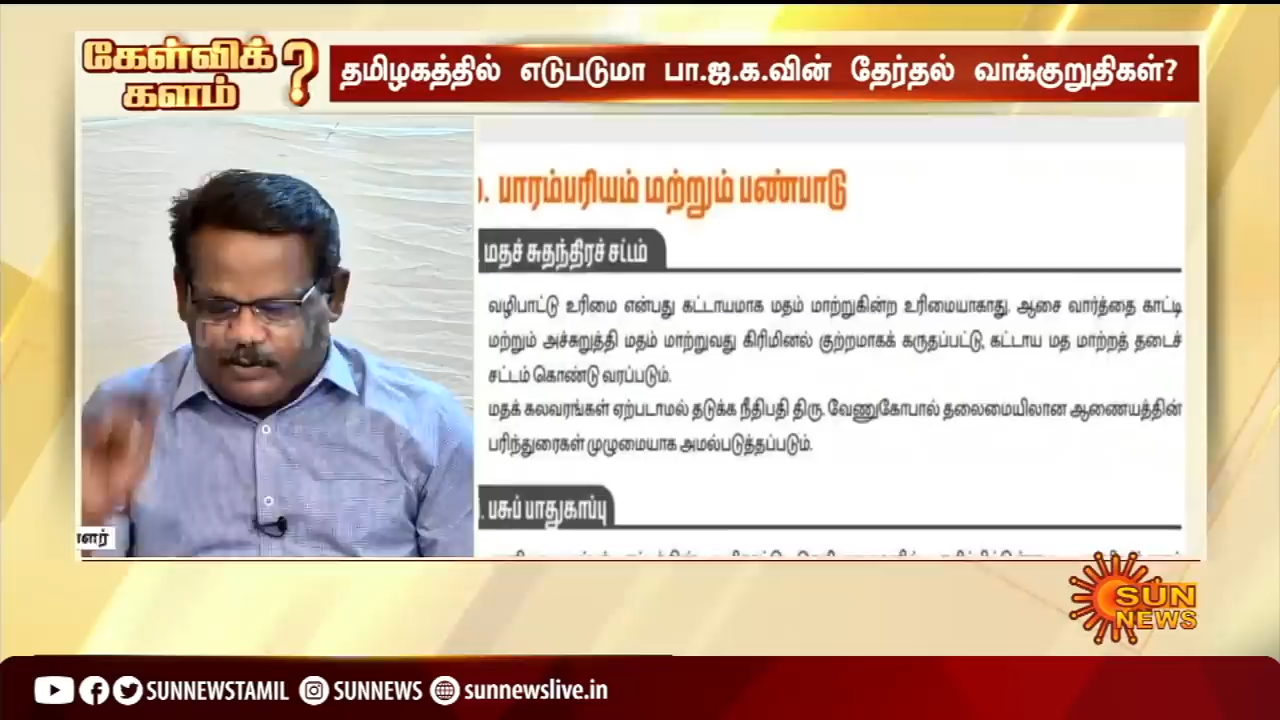 கேள்விக்
களம்
?
தமிழகத்தில் எடுபடுமா பா.ஜ.க.வின் தேர்தல் வாக்குறுதிகள்?
. பாரம்பரியம் மற்றும் பண்பாடு
. மதச் சுதந்திரச் சட்டம்
வழிபாட்டு உரிமை என்பது கட்டாயமாக மதம் மாற்றுகின்ற உரிமையாகாது. ஆசை வார்த்தை காட்டி
மற்றும் அச்சுறுத்தி மதம் மாற்றுவது கிரிமினல் குற்றமாகக் கருதப்பட்டு, கட்டாய மத மாற்றத் தடைச்
சட்டம் கொண்டு வரப்படும்.
மதக் கலவரங்கள் ஏற்படாமல் தடுக்க நீதிபதி திரு. வேணுகோபால் தலைமையிலான ஆணையத்தின்
பரிந்துரைகள் முழுமையாக அமல்படுத்தப்படும்.
. பசுப் பாதுகாப்பு
ளர்
SUN
NEWS
SUNNEWSTAMIL SUNNEWS sunnewslive.in